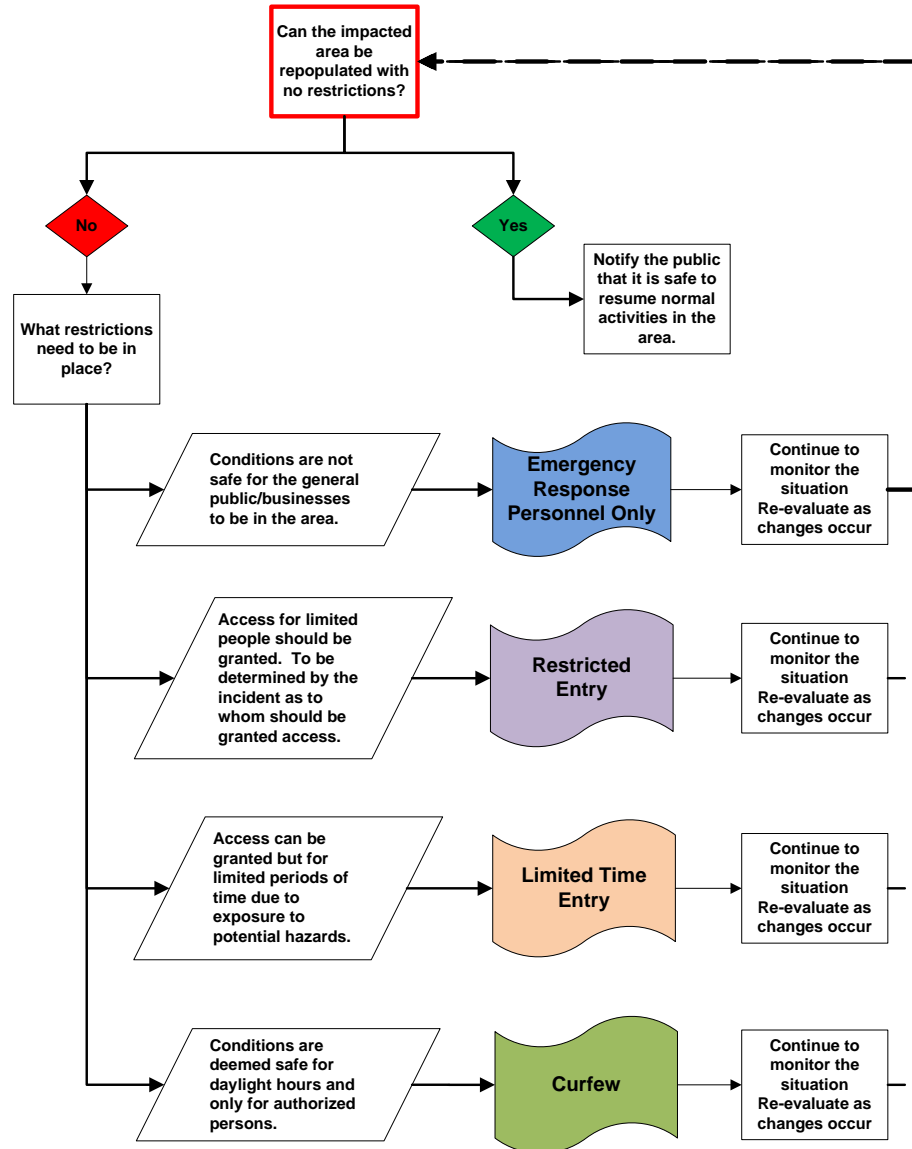 Can the impacted
area be
repopulated with
no restrictions?
No
Yes
Notify the public
that it is safe to
resume normal
activities in the
area.
What restrictions
need to be in
place?
Conditions are not
safe for the general
public/businesses
to be in the area.
Emergency
Response
Personnel Only
Continue to
monitor the
situation
Re-evaluate as
changes occur
Access for limited
people should be
granted.  To be
determined by the
incident as to
whom should be
granted access.
Restricted
Entry
Continue to
monitor the
situation
Re-evaluate as
changes occur
Access can be
granted but for
limited periods of
time due to
exposure to
potential hazards.
Limited Time
Entry
Continue to
monitor the
situation
Re-evaluate as
changes occur
Conditions are
deemed safe for
daylight hours and
only for authorized
persons.
Curfew
Continue to
monitor the
situation
Re-evaluate as
changes occur